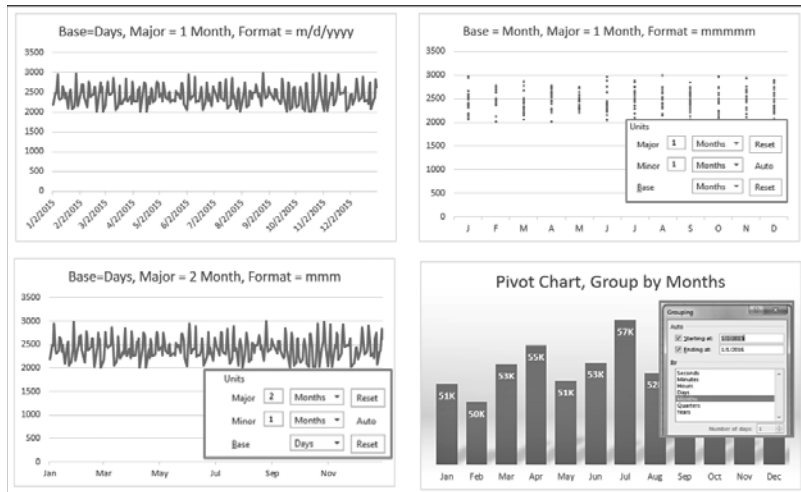 Base=Days, Major = 1 Month, Format = m/d/yyyy
3500
3000
2500
2000
1500
1000
500
0
1/2/2015
2/2/2015
3/2/2015
4/2/2015
5/2/2015
6/2/2015
7/2/2015
8/2/2015
9/2/2015
10/2/2015
11/2/2015
12/2/2015
Base = Month, Major = 1 Month, Format = mmmmm
3500
3000
2500
2000
1500
1000
500
0
J F M A M J J A S O N D
Units
Major 1 Months Reset
Minor 1 Months Auto
Base Months Reset
Base=Days, Major = 2 Month, Format = mmm
3500
3000
2500
2000
1500
1000
500
0
Jan Mar May Jul Sep Nov
Units
Major 2 Months Reset
Minor 1 Months Auto
Base Days Reset
Pivot Chart, Group by Months
51K 50K 53K 55K 51K 53K 57K
Jan Feb Mar Apr May Jun Jul Aug Sep Oct Nov Dec
Grouping
Auto
Starting at:
Ending at:
By
Seconds
Minutes
Hours
Days
Months
Quarters
Years
Number of days: 1